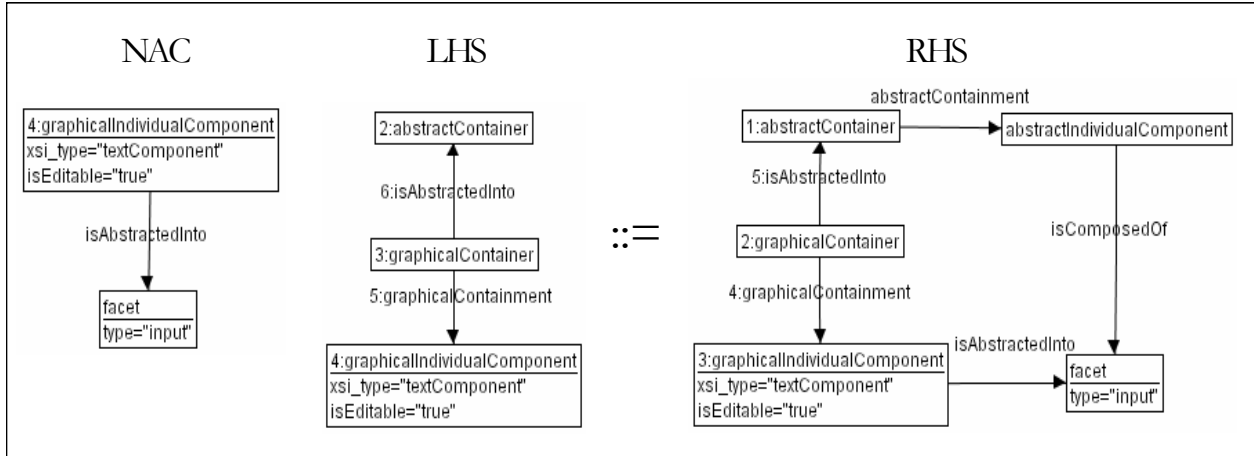 NAC
4:graphicalIndividualComponent
xsi_type="textComponent"
isEditable="true"
isAbstractedInto
facet
type="input"
LHS
2:abstractContainer
6:isAbstractedInto
3:graphicalContainer
5:graphicalContainment
4:graphicalIndividualComponent
xsi_type="textComponent"
isEditable="true"
::=
RHS
abstractContainment
1:abstractContainer
abstractIndividualComponent
5:isAbstractedInto
isComposedOf
2:graphicalContainer
4:graphicalContainment
3:graphicalIndividualComponent
xsi_type="textComponent"
isEditable="true"
isAbstractedInto
facet
type="input"